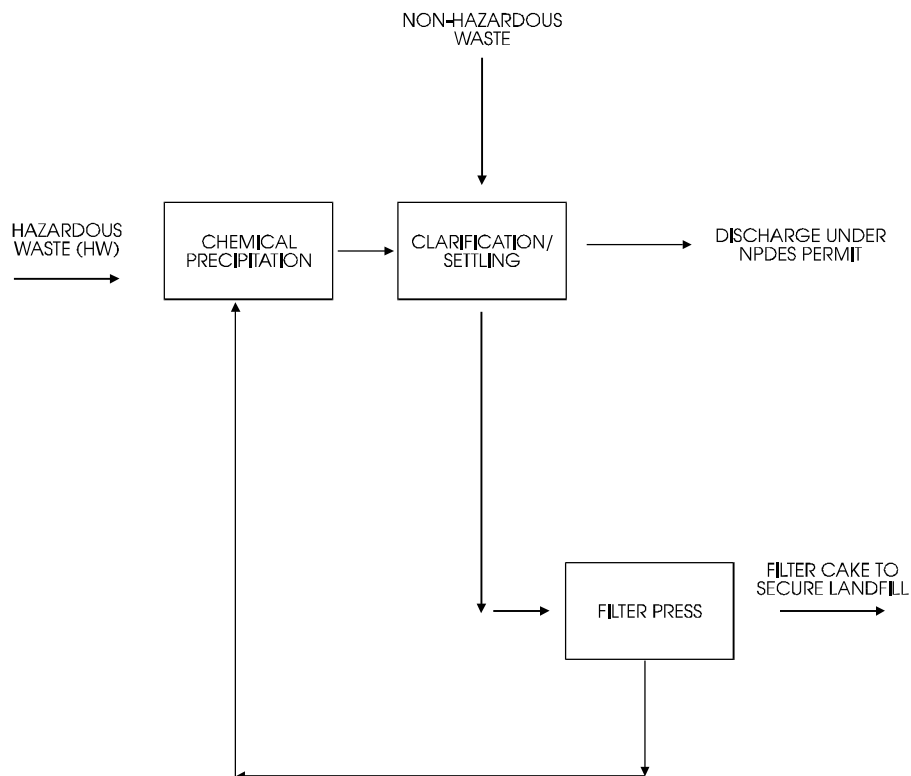 NON-HAZARDOUS
WASTE
HAZARDOUS
WASTE (HW)
CHEMICAL
PRECIPITATION
CLARIFICATION/
SETTLING
DISCHARGE UNDER
NPDES PERMIT
FILTER PRESS
FILTER CAKE TO
SECURE LANDFILL